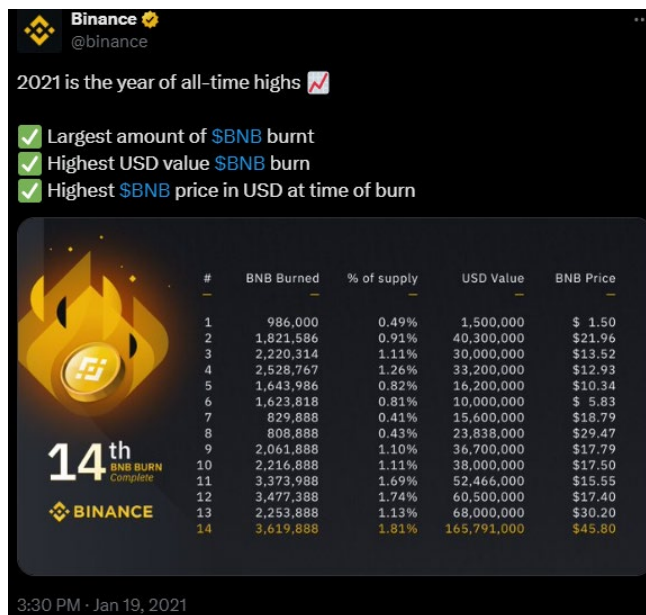 Binance
@binance
2021 is the year of all-time highs 📈
✅ Largest amount of $BNB burnt
✅ Highest USD value $BNB burn
✅ Highest $BNB price in USD at time of burn
# BNB Burned % of supply USD Value BNB Price
1 986,000 0.49% 1,500,000 $ 1.50
2 1,821,586 0.91% 40,300,000 $21.96
3 2,220,314 1.11% 30,000,000 $13.52
4 2,528,767 1.26% 33,200,000 $12.93
5 1,643,986 0.82% 16,200,000 $10.34
6 1,623,818 0.81% 10,000,000 $ 5.83
7 829,888 0.41% 15,600,000 $18.79
8 808,888 0.43% 23,838,000 $29.47
9 2,061,888 1.10% 36,700,000 $17.79
10 2,216,888 1.11% 38,000,000 $17.50
11 3,373,988 1.69% 52,466,000 $15.55
12 3,477,388 1.74% 60,500,000 $17.40
13 2,253,888 1.13% 68,000,000 $30.20
14 3,619,888 1.81% 165,791,000 $45.80
14th
BNB BURN
Complete
BINANCE
3:30 PM · Jan 19, 2021